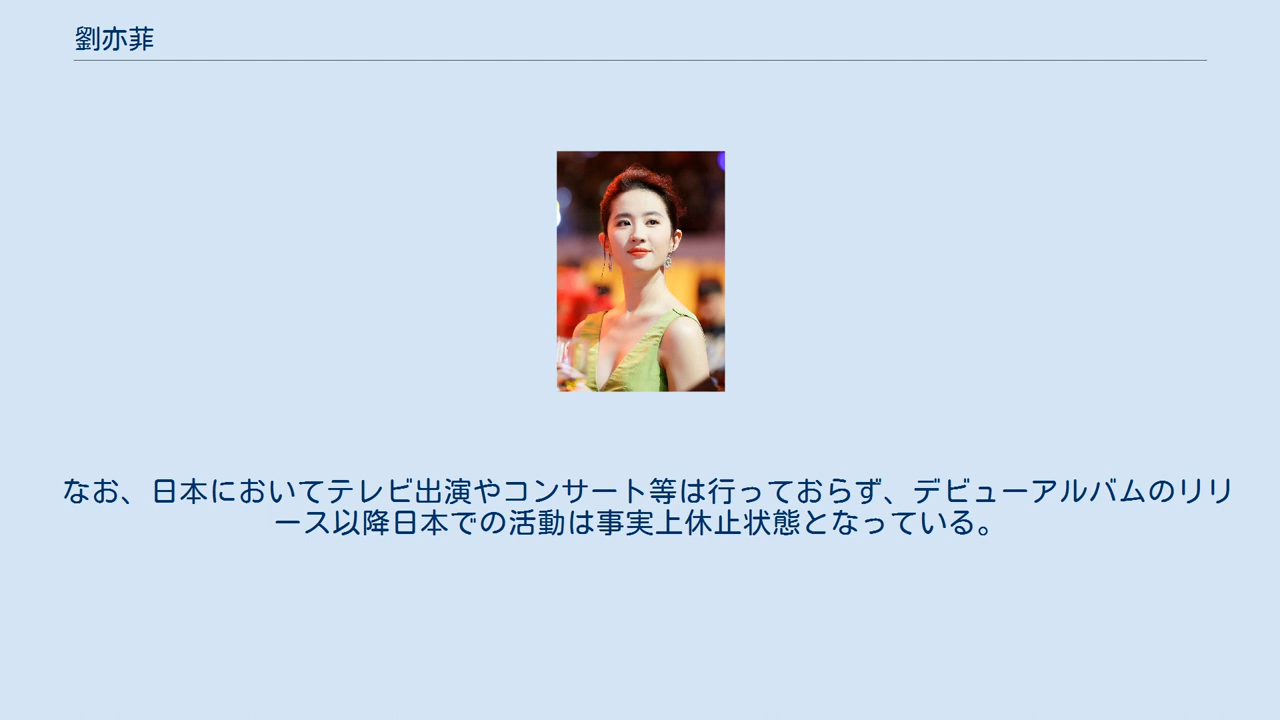 劉亦菲
なお、日本においてテレビ出演やコンサート等は行っておらず、デビューアルバムのリリ
ース以降日本での活動は事実上休止状態となっている。